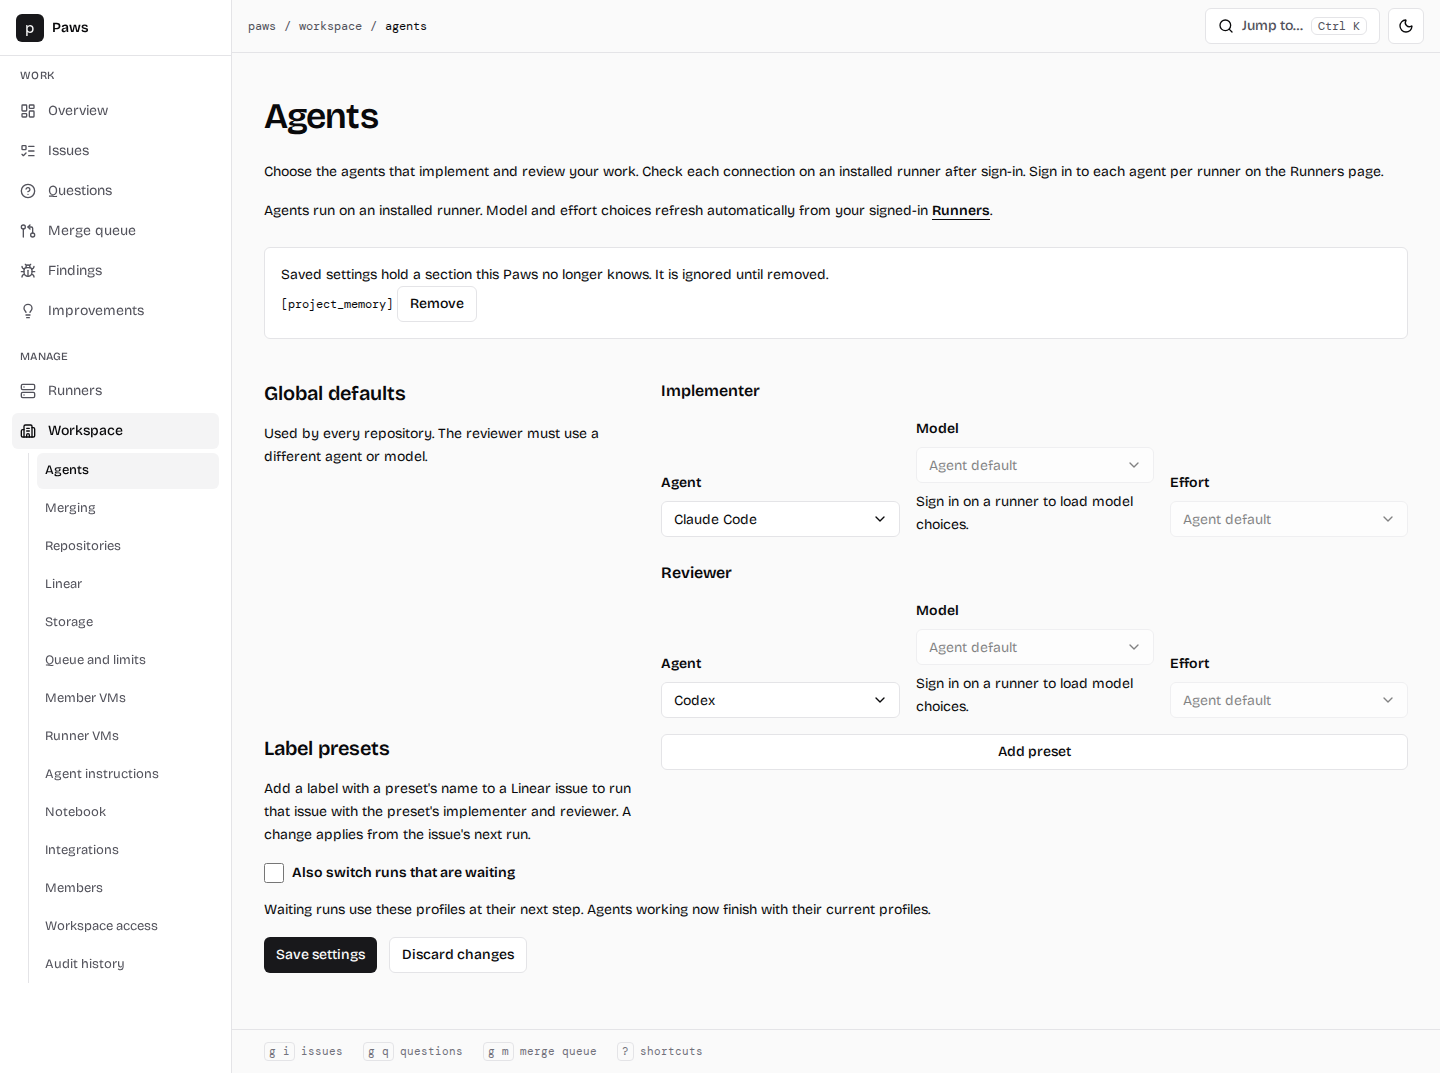 p Paws
paws / workspace / agents
Jump to... Ctrl K
WORK
Overview
Issues
Questions
Merge queue
Findings
Improvements
MANAGE
Runners
Workspace
Agents
Merging
Repositories
Linear
Storage
Queue and limits
Member VMs
Runner VMs
Agent instructions
Notebook
Integrations
Members
Workspace access
Audit history
Agents
Choose the agents that implement and review your work. Check each connection on an installed runner after sign-in. Sign in to each agent per runner on the Runners page.
Agents run on an installed runner. Model and effort choices refresh automatically from your signed-in Runners.
Saved settings hold a section this Paws no longer knows. It is ignored until removed.
[project_memory] Remove
Global defaults
Used by every repository. The reviewer must use a
different agent or model.
Implementer
Agent
Claude Code
Model
Agent default
Sign in on a runner to load model
choices.
Effort
Agent default
Reviewer
Agent
Codex
Model
Agent default
Sign in on a runner to load model
choices.
Effort
Agent default
Label presets
Add a label with a preset's name to a Linear issue to run
that issue with the preset's implementer and reviewer. A
change applies from the issue's next run.
Add preset
Also switch runs that are waiting
Waiting runs use these profiles at their next step. Agents working now finish with their current profiles.
Save settings Discard changes
g i issues g q questions g m merge queue ? shortcuts